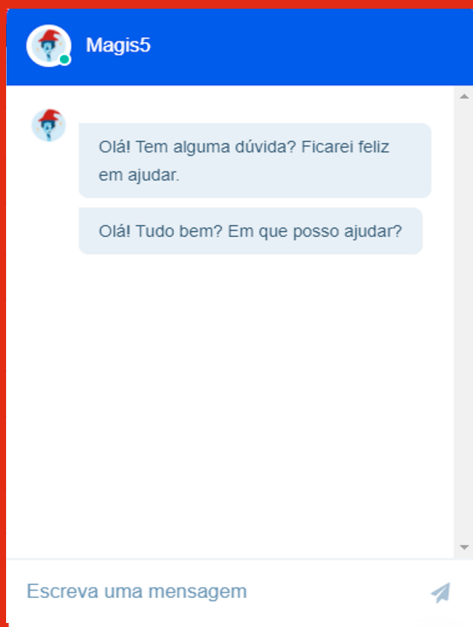 Magis5
Olá! Tem alguma dúvida? Ficarei feliz
em ajudar.
Olá! Tudo bem? Em que posso ajudar?
Escreva uma mensagem